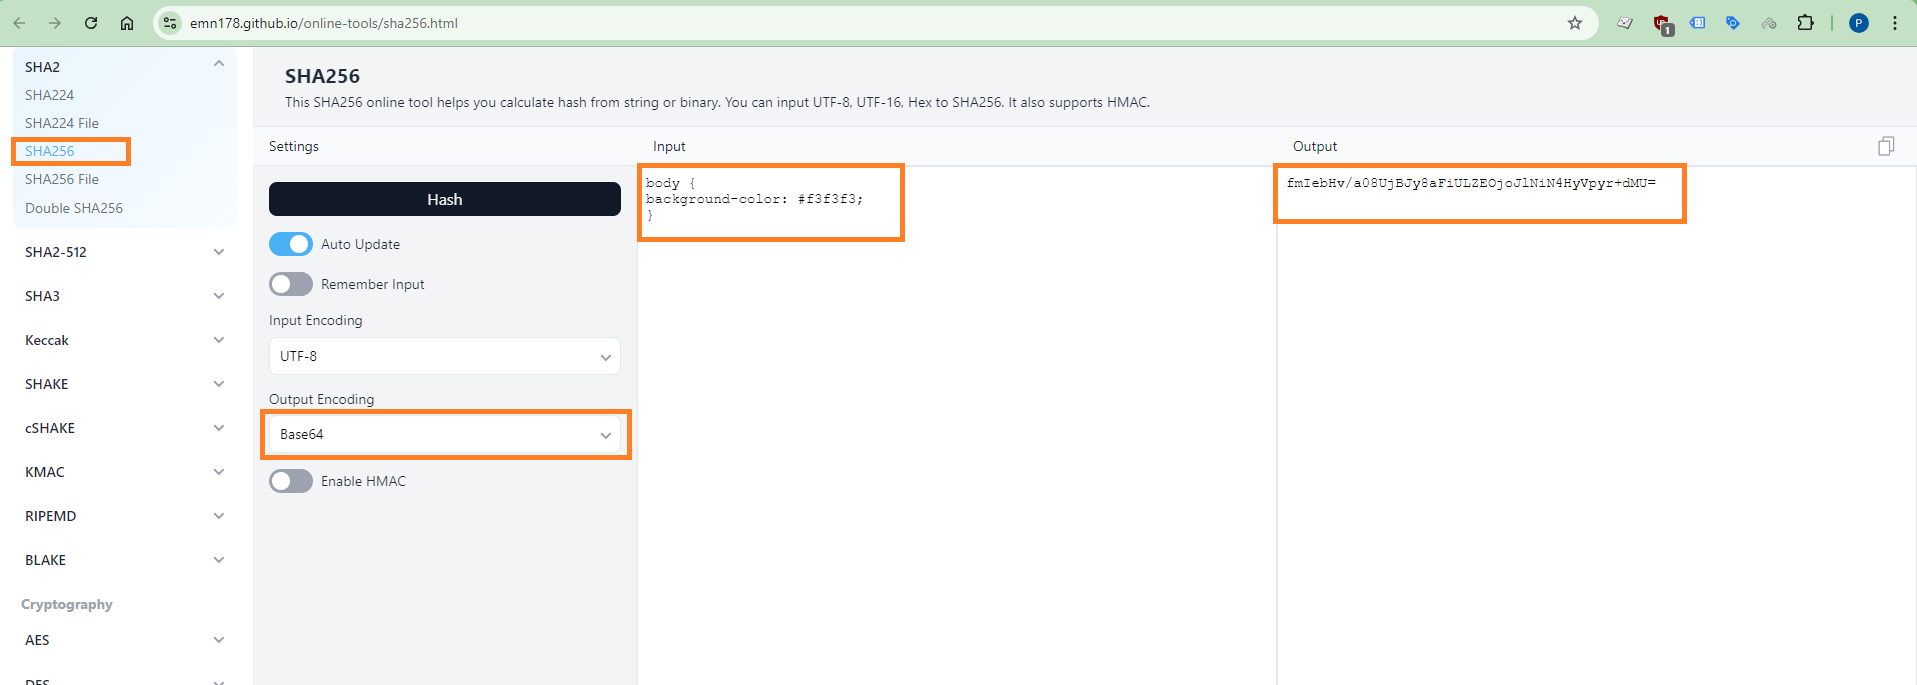 emn178.github.io/online-tools/sha256.html
1
P
SHA2
SHA224
SHA224 File
SHA256
SHA256 File
Double SHA256
SHA2-512
SHA3
Keccak
SHAKE
cSHAKE
KMAC
RIPEMD
BLAKE
Cryptography
AES
DES
SHA256
This SHA256 online tool helps you calculate hash from string or binary. You can input UTF-8, UTF-16, Hex to SHA256. It also supports HMAC.
Settings
Hash
Auto Update
Remember Input
Input Encoding
UTF-8
Output Encoding
Base64
Enable HMAC
Input
body {
background-color: #f3f3f3;
}
Output
fmIebHv/a08UjBJy8aFiULZEOjoJlNiN4HyVpyr+dMU=